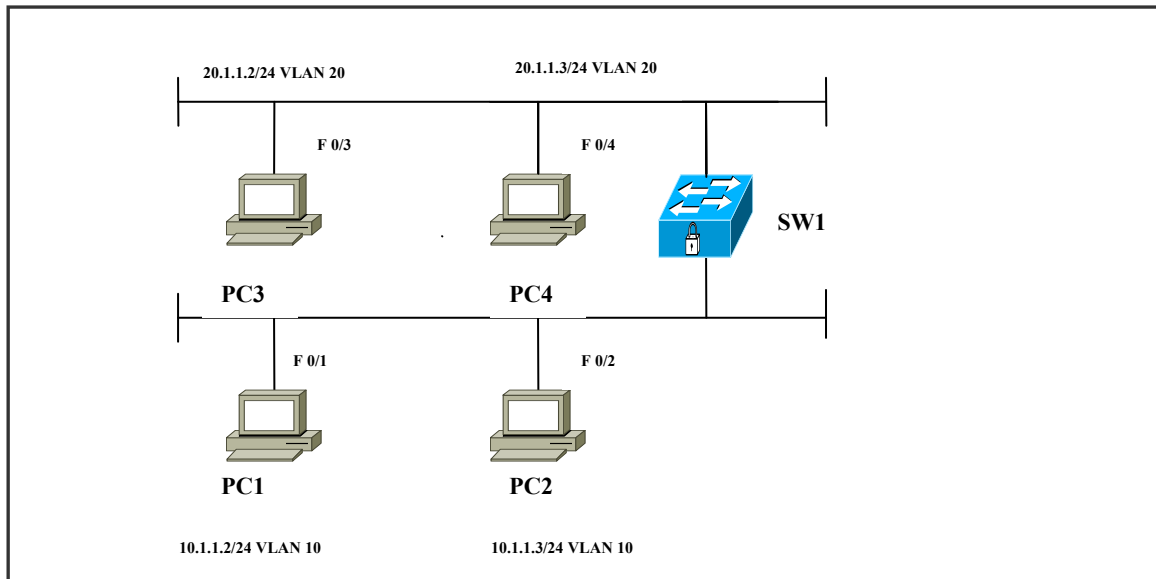 20.1.1.2/24 VLAN 20
20.1.1.3/24 VLAN 20
F 0/3
F 0/4
SW1
PC3
PC4
F 0/1
F 0/2
PC1
PC2
10.1.1.2/24 VLAN 10
10.1.1.3/24 VLAN 10